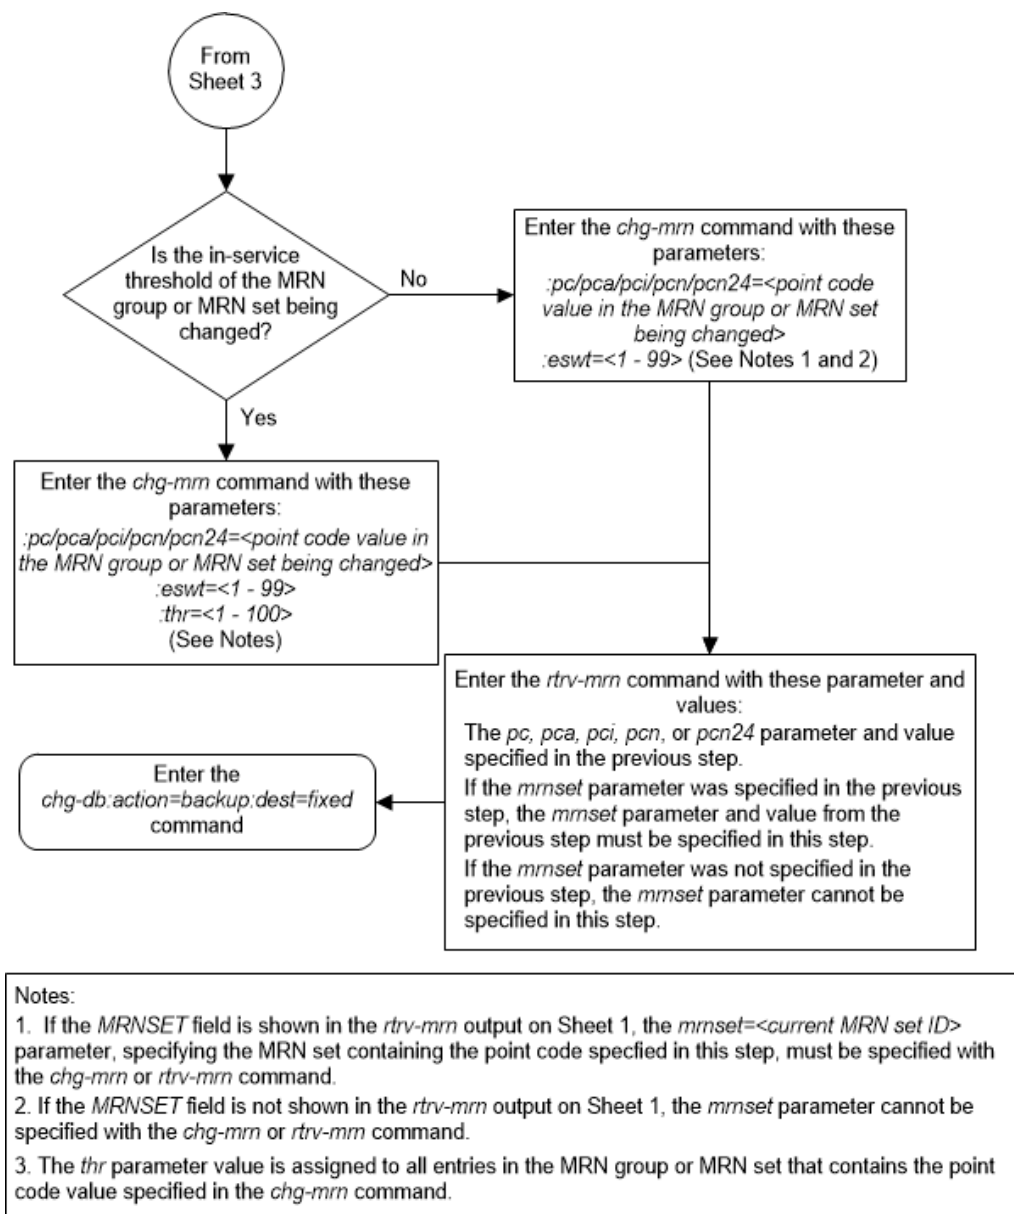 From
Sheet 3
Is the in-service
threshold of the MRN
group or MRN set being
changed?
No
Enter the chg-mrn command with these
parameters:
:pc/pca/pci/pcn/pcn24=<point code
value in the MRN group or MRN set
being changed>
:eswt=<1 - 99> (See Notes 1 and 2)
Yes
Enter the chg-mrn command with these
parameters:
:pc/pca/pci/pcn/pcn24=<point code value in
the MRN group or MRN set being changed>
:eswt=<1 - 99>
:thr=<1 - 100>
(See Notes)
Enter the rtrv-mrn command with these parameter and
values:
The pc, pca, pci, pcn, or pcn24 parameter and value
specified in the previous step.
If the mrnset parameter was specified in the previous
step, the mrnset parameter and value from the
previous step must be specified in this step.
If the mrnset parameter was not specified in the
previous step, the mrnset parameter cannot be
specified in this step.
Enter the
chg-db:action=backup:dest=fixed
command
Notes:
1. If the MRNSET field is shown in the rtrv-mrn output on Sheet 1, the mrnset=<current MRN set ID>
parameter, specifying the MRN set containing the point code specfied in this step, must be specified with
the chg-mrn or rtrv-mrn command.
2. If the MRNSET field is not shown in the rtrv-mrn output on Sheet 1, the mrnset parameter cannot be
specified with the chg-mrn or rtrv-mrn command.
3. The thr parameter value is assigned to all entries in the MRN group or MRN set that contains the point
code value specified in the chg-mrn command.